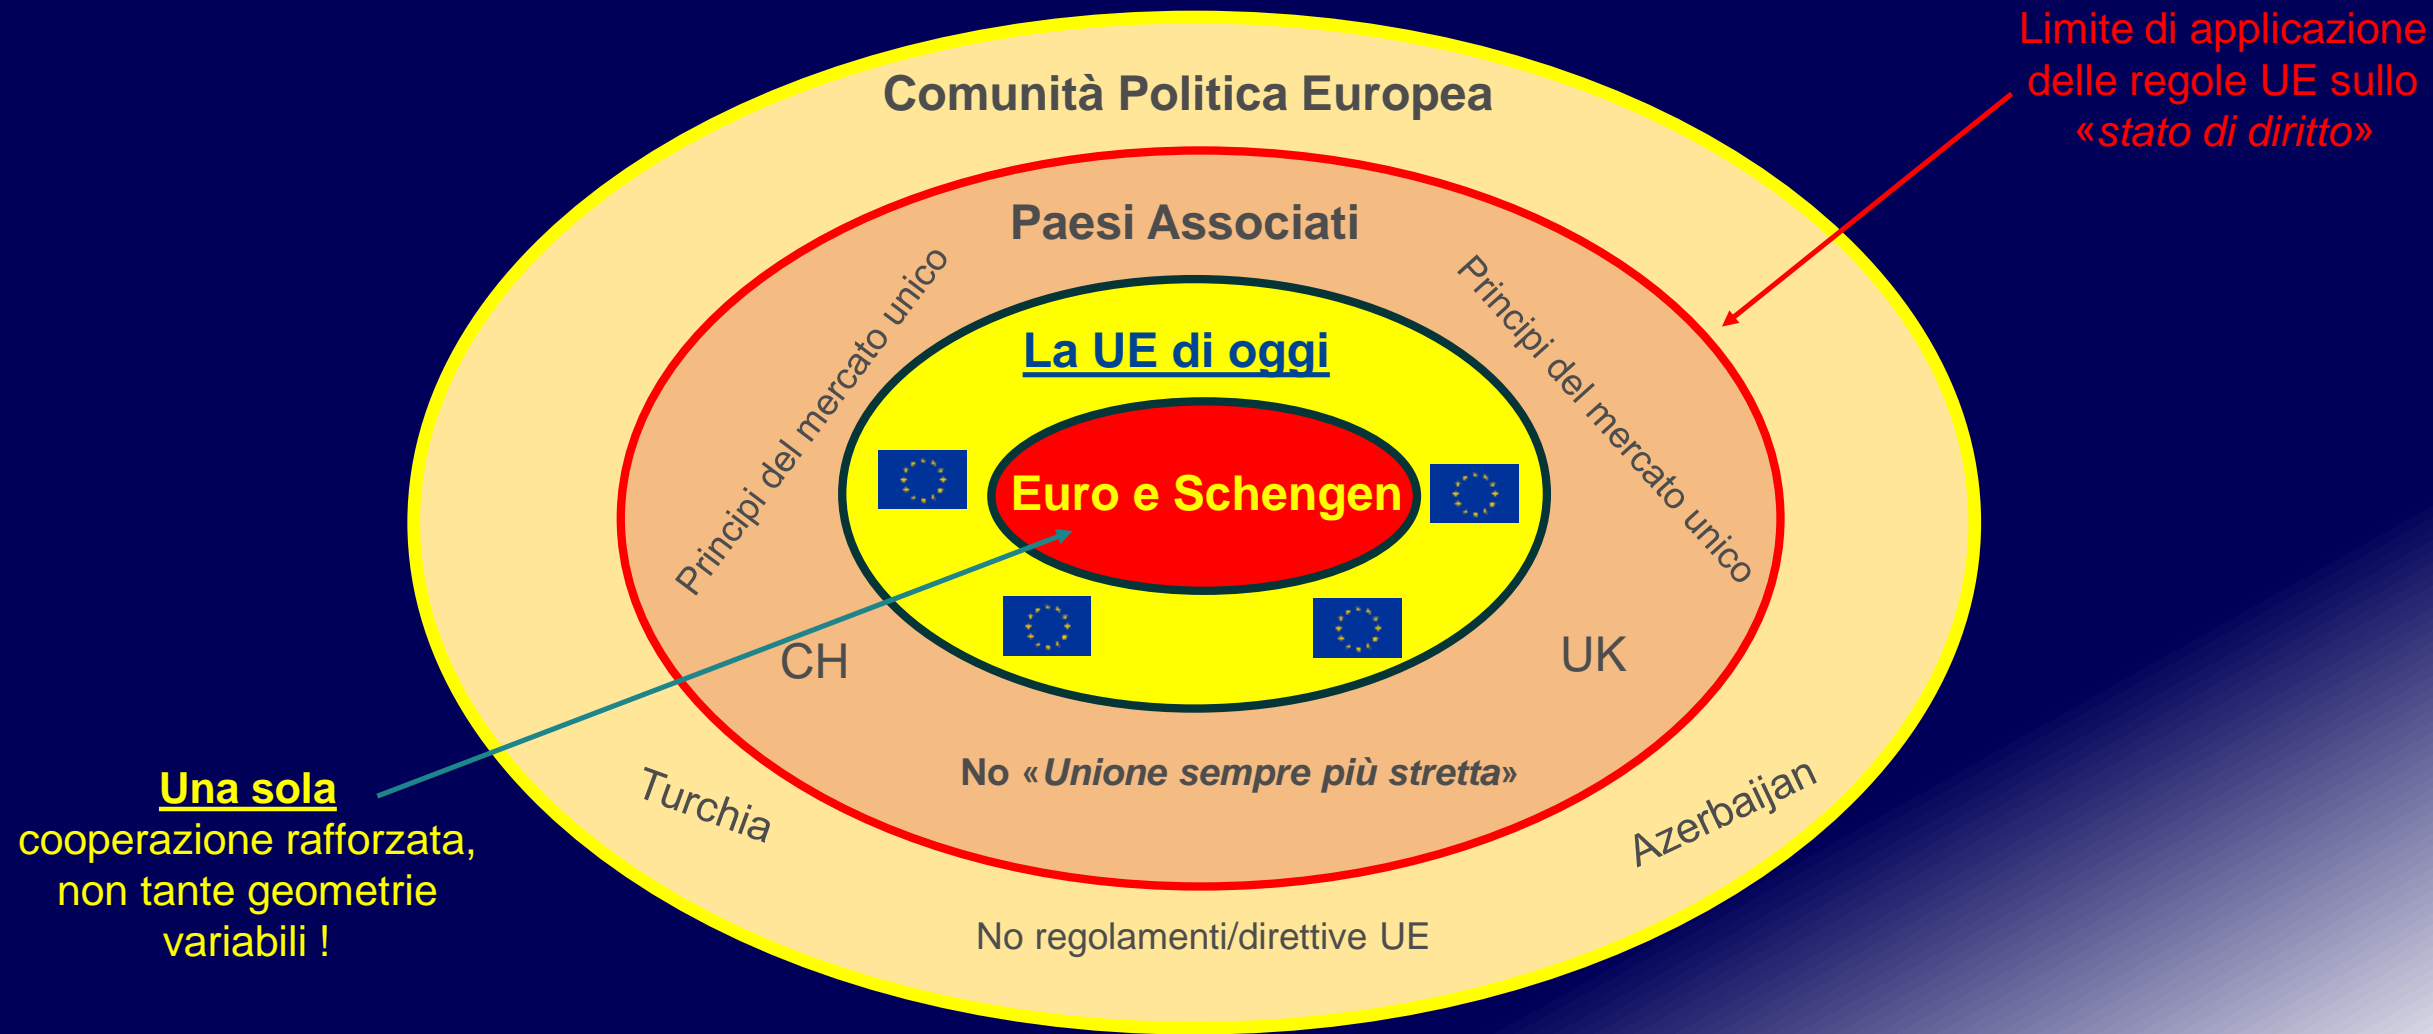 Limite di applicazione
delle regole UE sullo
«stato di diritto»
Comunità Politica Europea
Paesi Associati
Principi del mercato unico
Principi del mercato unico
La UE di oggi
Euro e Schengen
CH
UK
No «Unione sempre più stretta»
Turchia
Azerbaijan
No regolamenti/direttive UE
Una sola
cooperazione rafforzata,
non tante geometrie
variabili !